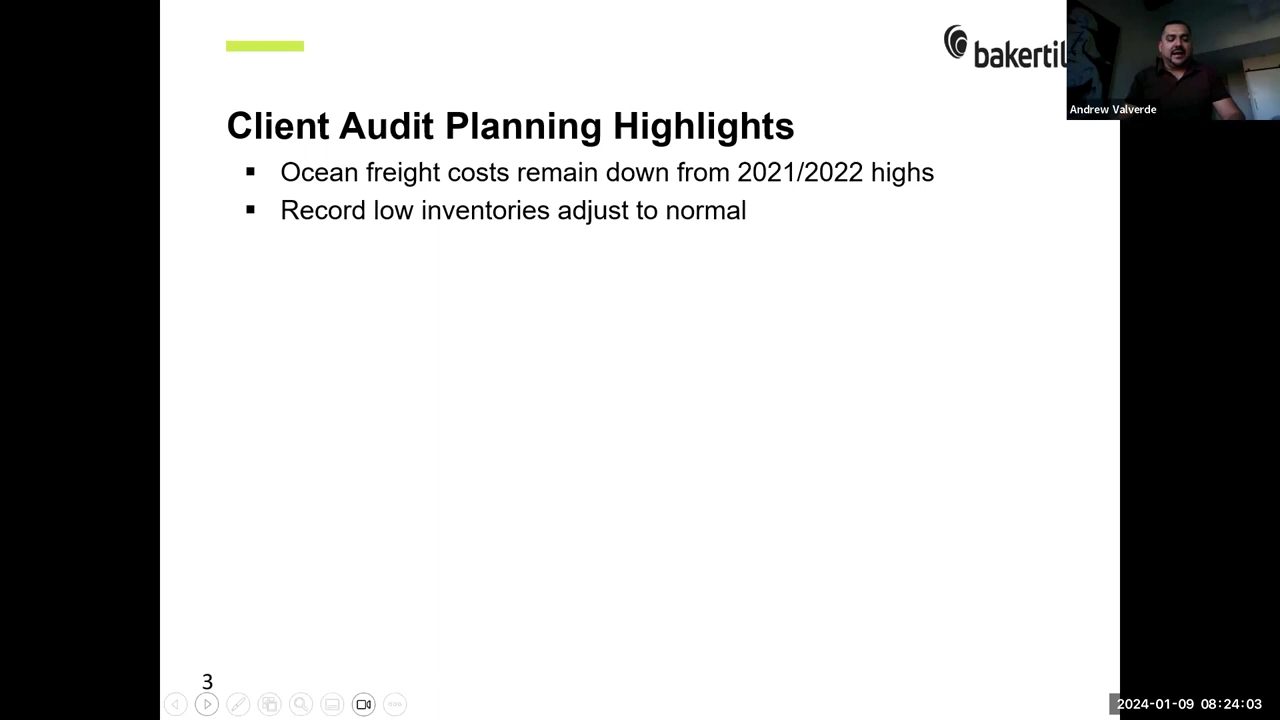 bakertil
Andrew Valverde
Client Audit Planning Highlights
▪ Ocean freight costs remain down from 2021/2022 highs
▪ Record low inventories adjust to normal
3
2024-01-09 08:24:03